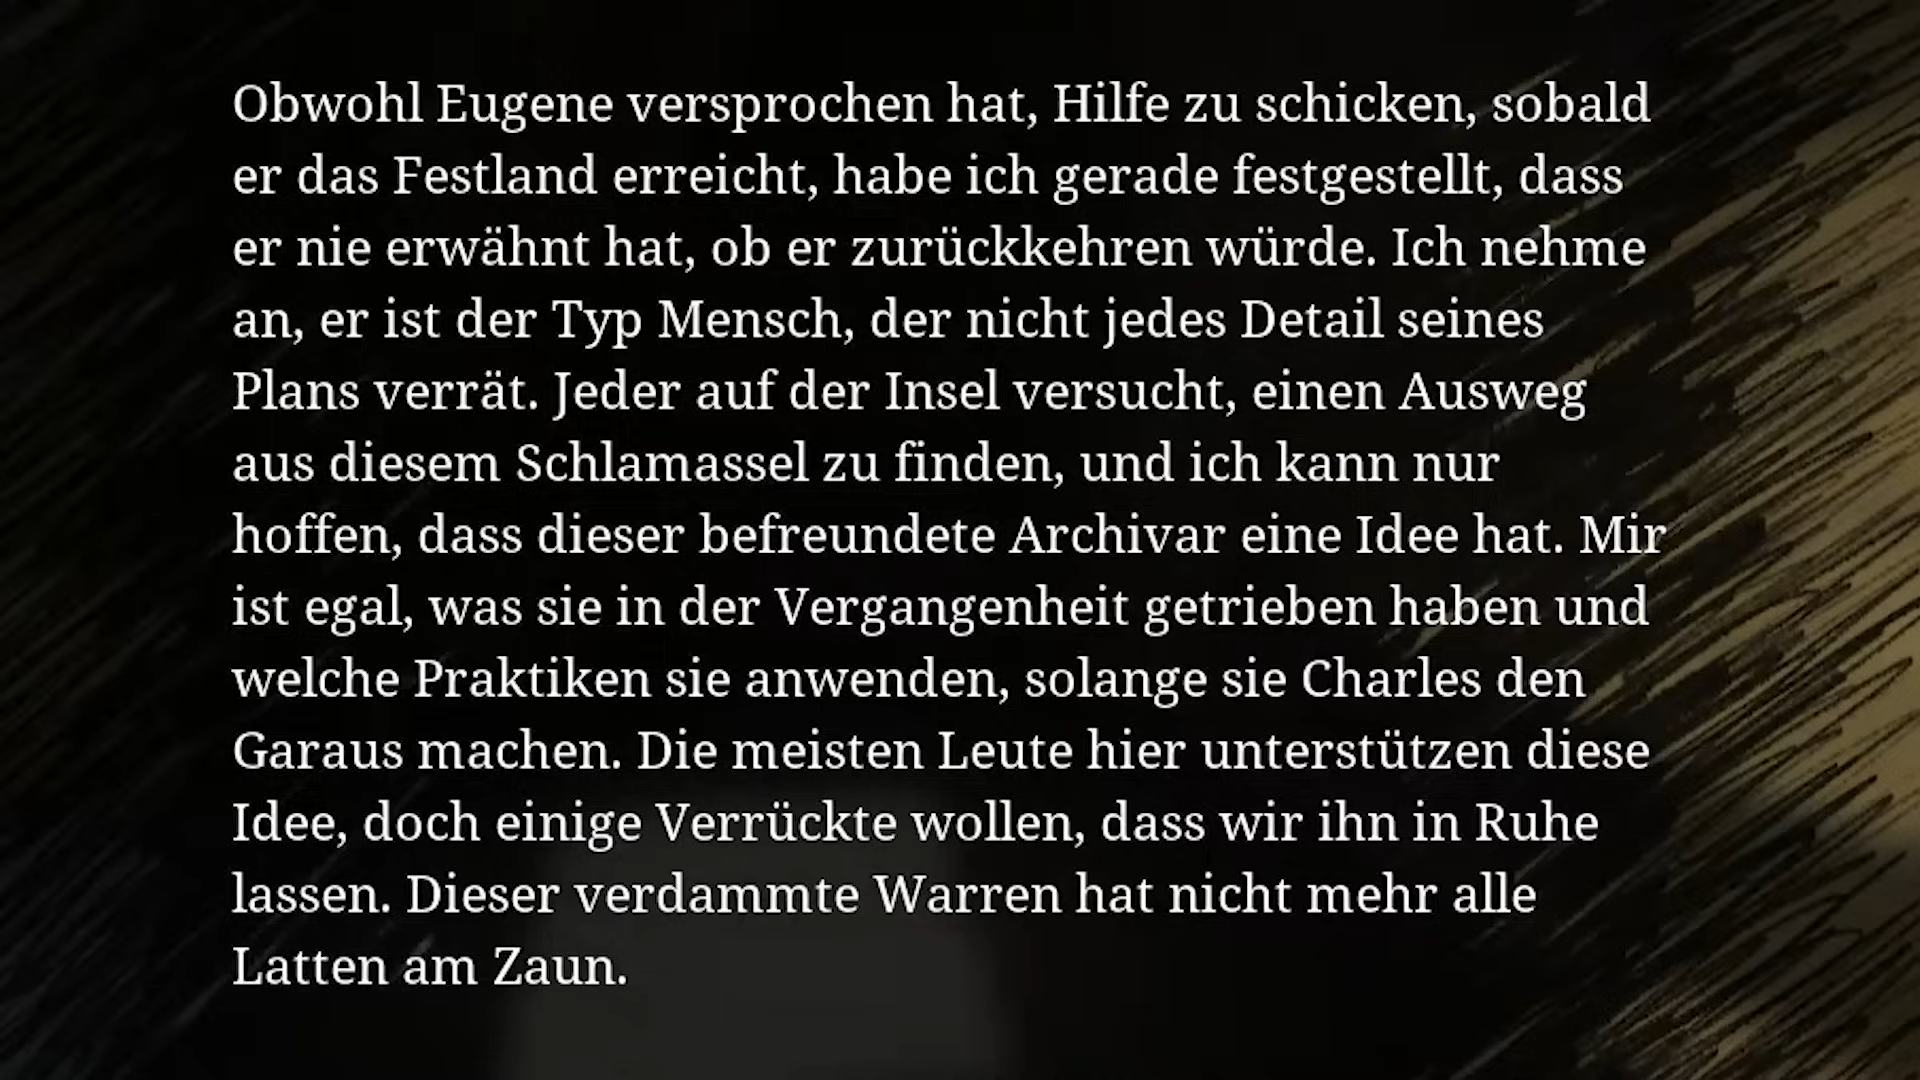 Obwohl Eugene versprochen hat, Hilfe zu schicken, sobald
er das Festland erreicht, habe ich gerade festgestellt, dass
er nie erwähnt hat, ob er zurückkehren würde. Ich nehme
an, er ist der Typ Mensch, der nicht jedes Detail seines
Plans verrät. Jeder auf der Insel versucht, einen Ausweg
aus diesem Schlamassel zu finden, und ich kann nur
hoffen, dass dieser befreundete Archivar eine Idee hat. Mir
ist egal, was sie in der Vergangenheit getrieben haben und
welche Praktiken sie anwenden, solange sie Charles den
Garaus machen. Die meisten Leute hier unterstützen diese
Idee, doch einige Verrückte wollen, dass wir ihn in Ruhe
lassen. Dieser verdammte Warren hat nicht mehr alle
Latten am Zaun.